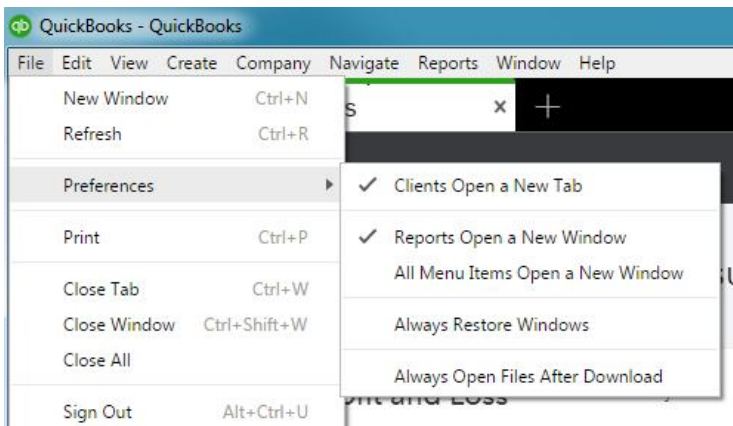 QuickBooks - QuickBooks
File Edit View Create Company Navigate Reports Window Help
New Window Ctrl+N
Refresh Ctrl+R
Preferences
Print Ctrl+P
Close Tab Ctrl+W
Close Window Ctrl+Shift+W
Close All
Sign Out Alt+Ctrl+U
Clients Open a New Tab
Reports Open a New Window
All Menu Items Open a New Window
Always Restore Windows
Always Open Files After Download
and Loss